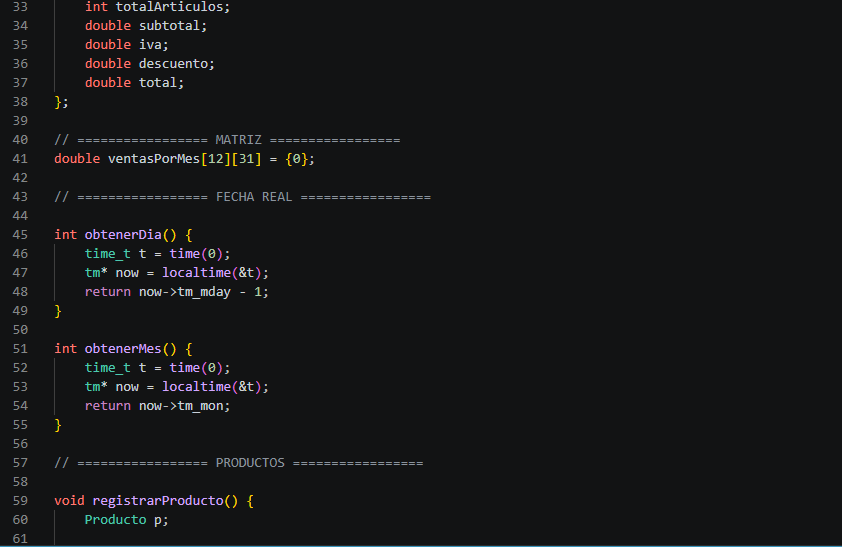 33 int totalArticulos;
34 double subtotal;
35 double iva;
36 double descuento;
37 double total;
38 };
39
40 // ================= MATRIZ =================
41 double ventasPorMes[12][31] = {0};
42
43 // ================= FECHA REAL =================
44
45 int obtenerDia() {
46 time_t t = time(0);
47 tm* now = localtime(&t);
48 return now->tm_mday - 1;
49 }
50
51 int obtenerMes() {
52 time_t t = time(0);
53 tm* now = localtime(&t);
54 return now->tm_mon;
55 }
56
57 // ================= PRODUCTOS =================
58
59 void registrarProducto() {
60 Producto p;
61